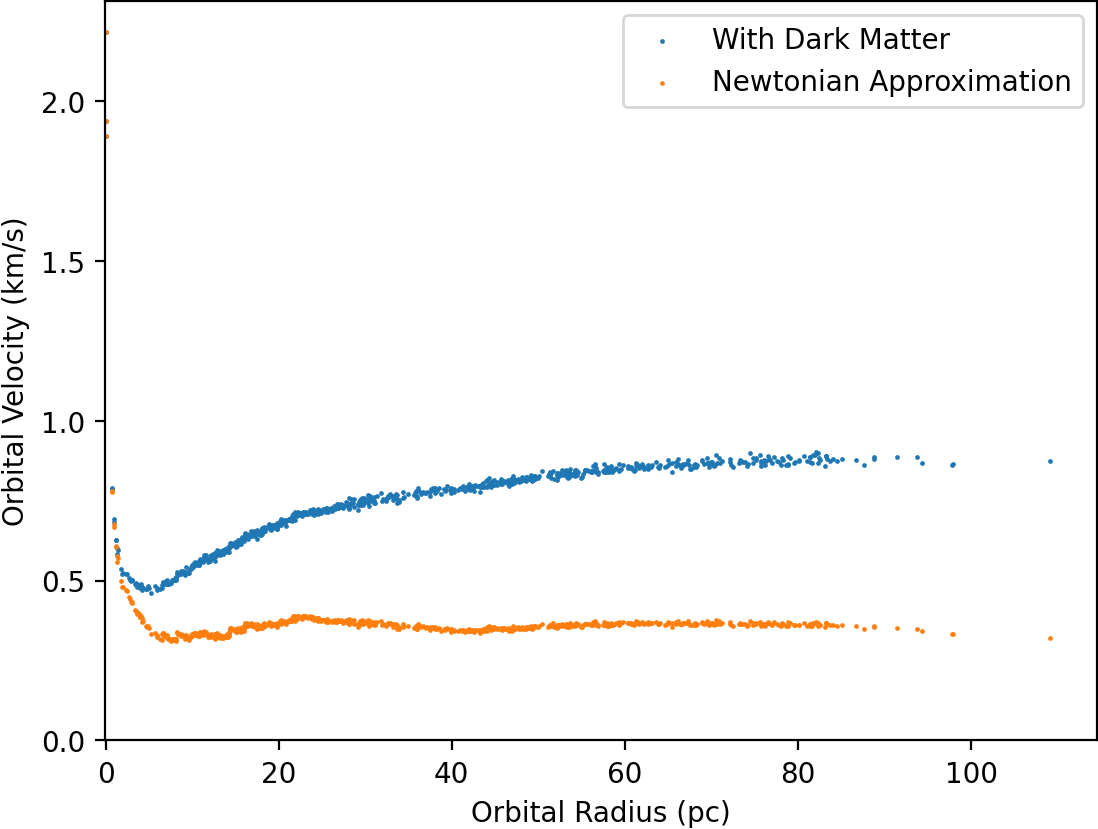 With Dark Matter
Newtonian Approximation
2.0
1.5
1.0
0.5
0.0
Orbital Velocity (km/s)
0 20 40 60 80 100
Orbital Radius (pc)